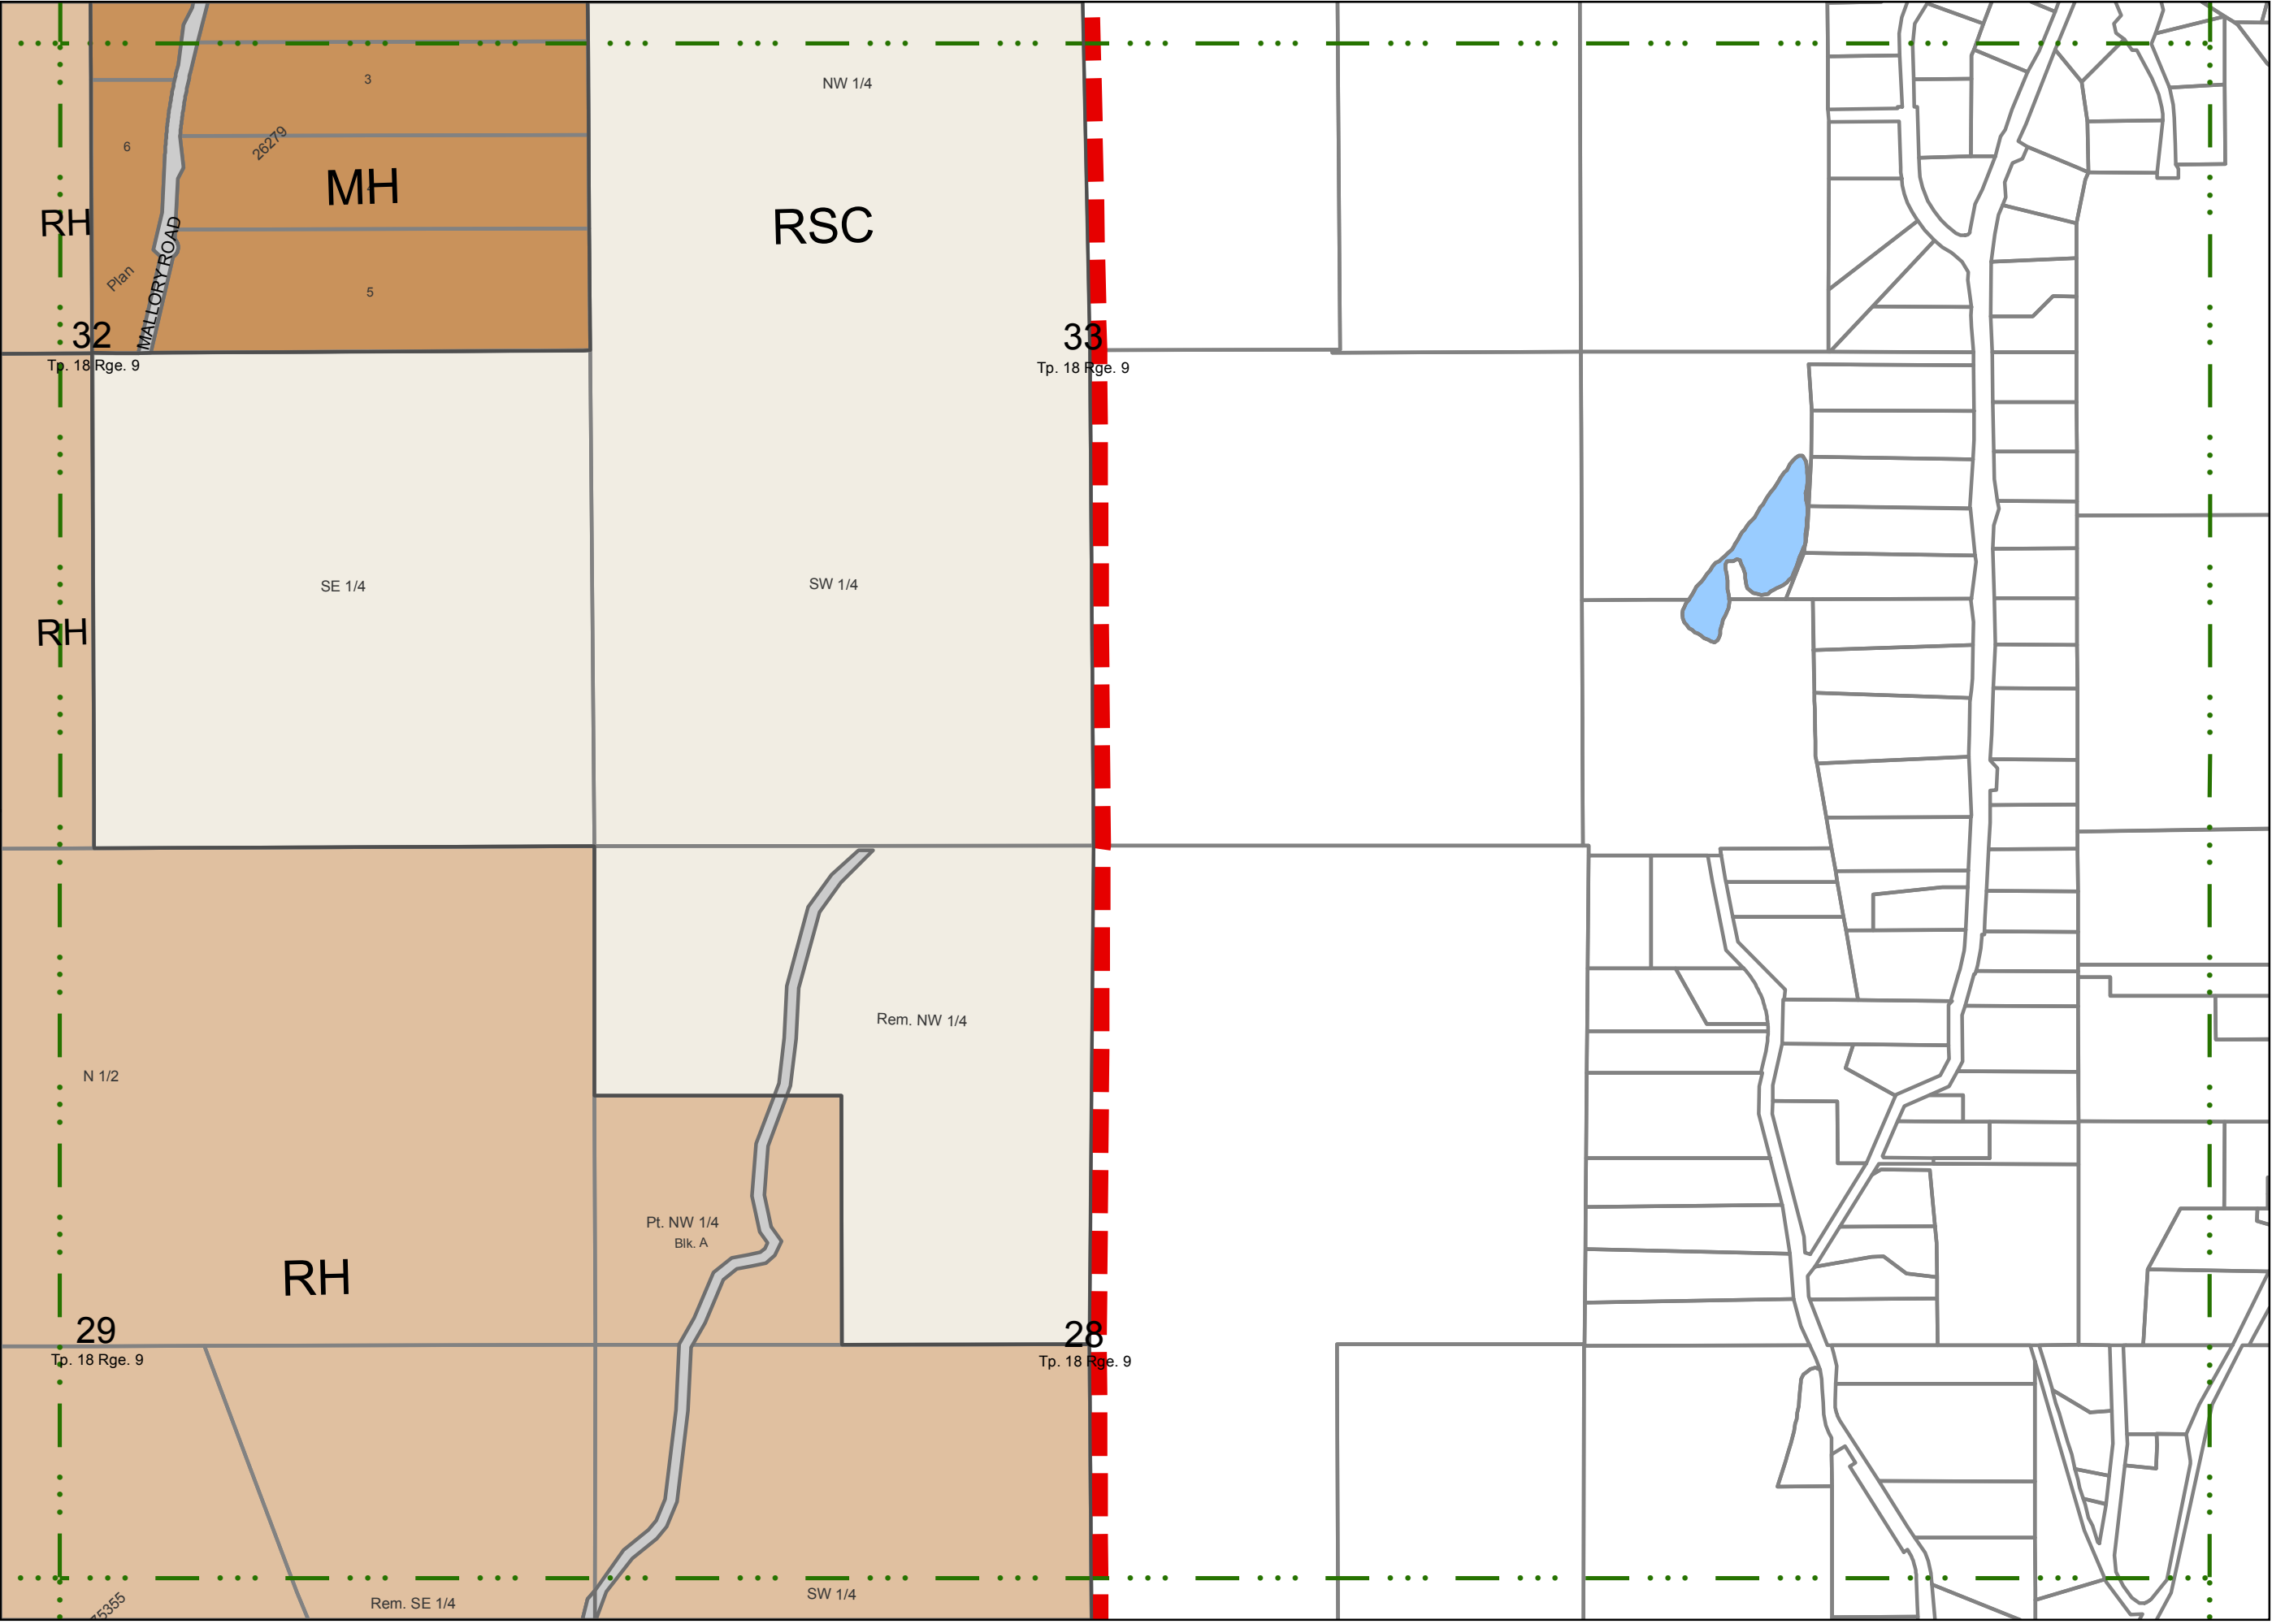 3
NW 1/4
6
26279
MH
RH
RSC
MALLORY ROAD
Plan
5
32
Tp. 18 Rge. 9
33
Tp. 18 Rge. 9
SE 1/4
SW 1/4
RH
Rem. NW 1/4
N 1/2
Pt. NW 1/4
Blk. A
RH
29
Tp. 18 Rge. 9
28
Tp. 18 Rge. 9
SW 1/4
Rem. SE 1/4